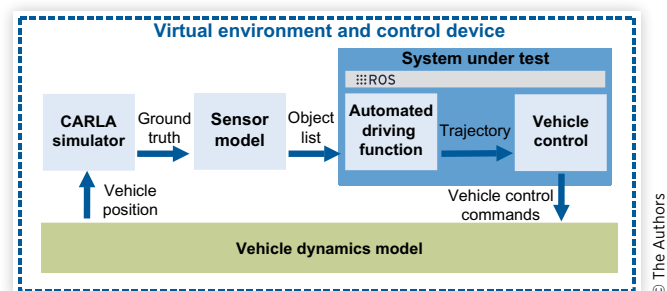 Virtual environment and control device
System under test
:::ROS
CARLA
simulator
Ground
truth
Sensor
model
Object
list
Automated
driving
function
Trajectory
Vehicle
control
Vehicle
position
Vehicle control
commands
Vehicle dynamics model
© The Authors